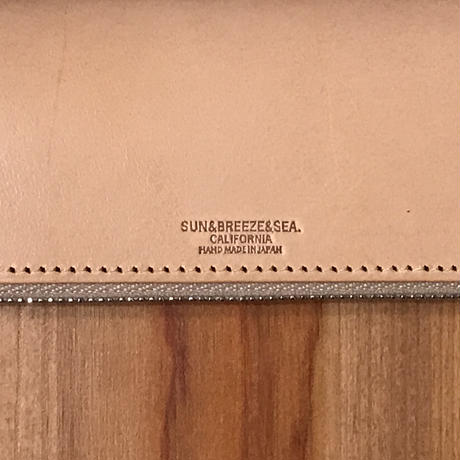 SUN&BREEZE&SEA.
CALIFORNIA
HAND MADE IN JAPAN